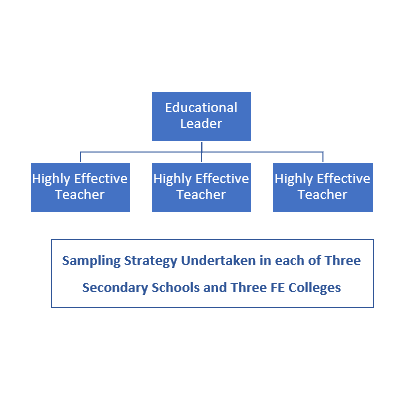 Educational
Leader
Highly Effective Highly Effective Highly Effective
Teacher Teacher Teacher
Sampling Strategy Undertaken in each of Three
Secondary Schools and Three FE Colleges